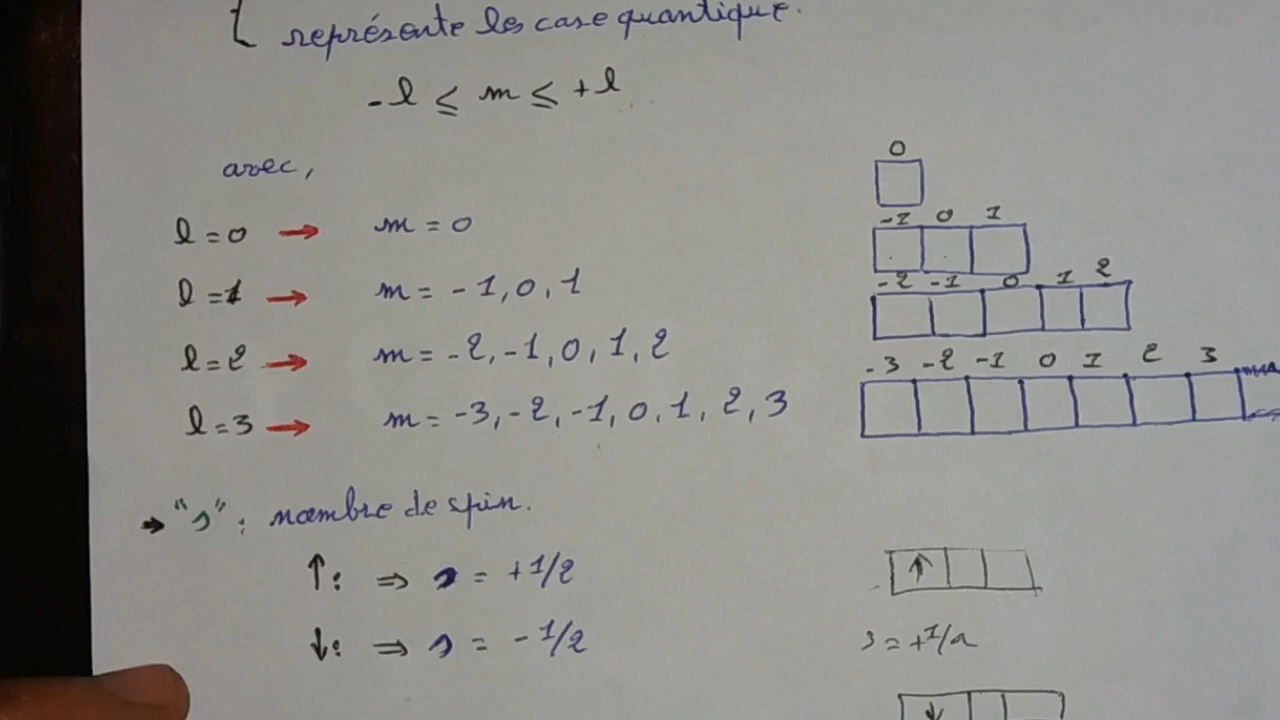 représente les case quantique.
-l ≤ m ≤ +l
avec,
0
l=0 → m = 0
-1 0 1
l=1 → m = -1, 0, 1
-2 -1 0 1 2
l=2 → m = -2, -1, 0, 1, 2
-3 -2 -1 0 1 2 3
l=3 → m = -3, -2, -1, 0, 1, 2, 3
→ "s" : nombre de spin.
↑: ⇒ s = +1/2
↑
↓: ⇒ s = -1/2
s = +1/2
↓